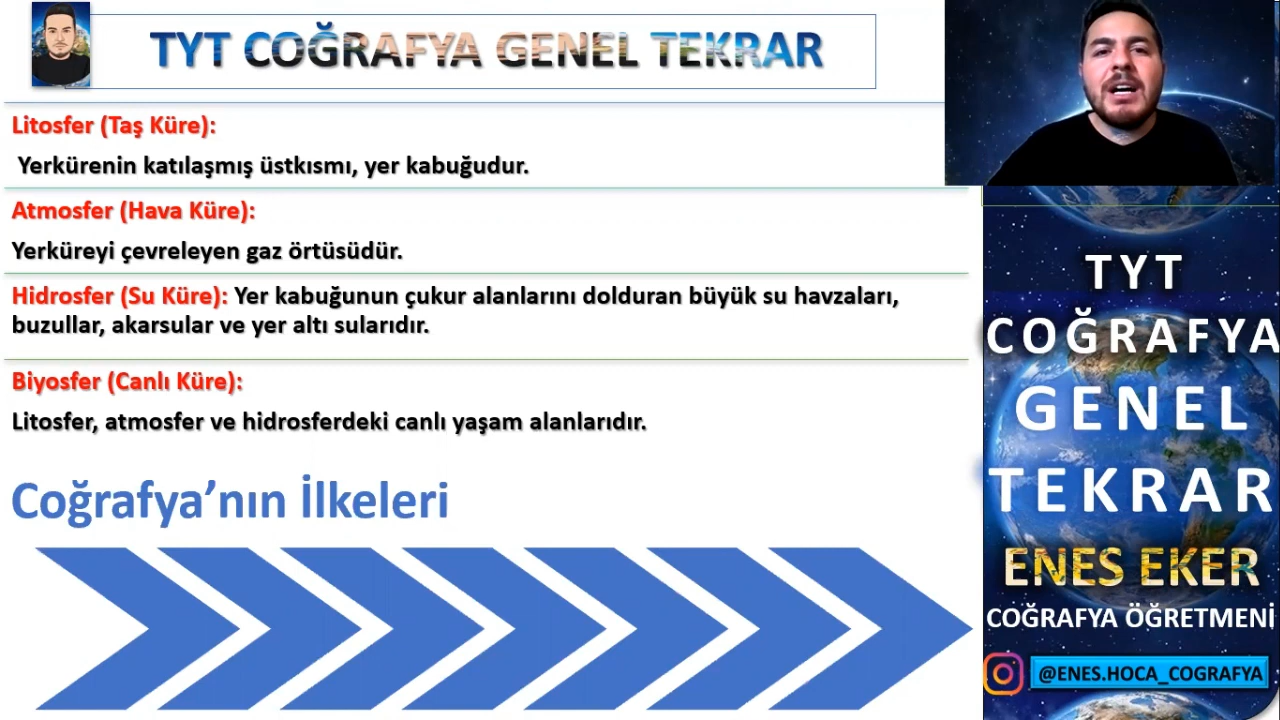 TYT COĞRAFYA GENEL TEKRAR
Litosfer (Taş Küre):
Yerkürenin katılaşmış üstkısmı, yer kabuğudur.
Atmosfer (Hava Küre):
Yerküreyi çevreleyen gaz örtüsüdür.
Hidrosfer (Su Küre): Yer kabuğunun çukur alanlarını dolduran büyük su havzaları,
buzullar, akarsular ve yer altı sularıdır.
Biyosfer (Canlı Küre):
Litosfer, atmosfer ve hidrosferdeki canlı yaşam alanlarıdır.
Coğrafya’nın İlkeleri
TYT
COĞRAFYA
GENEL
TEKRAR
ENES EKER
COĞRAFYA ÖĞRETMENİ
@ENES.HOCA_COGRAFYA